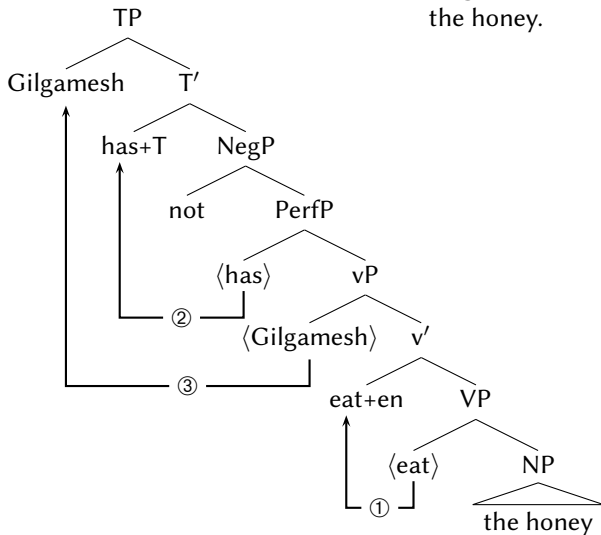 the honey.
TP
Gilgamesh T′
has+T NegP
not PerfP
⟨has⟩ vP
②
⟨Gilgamesh⟩ v′
③
eat+en VP
⟨eat⟩ NP
①
the honey